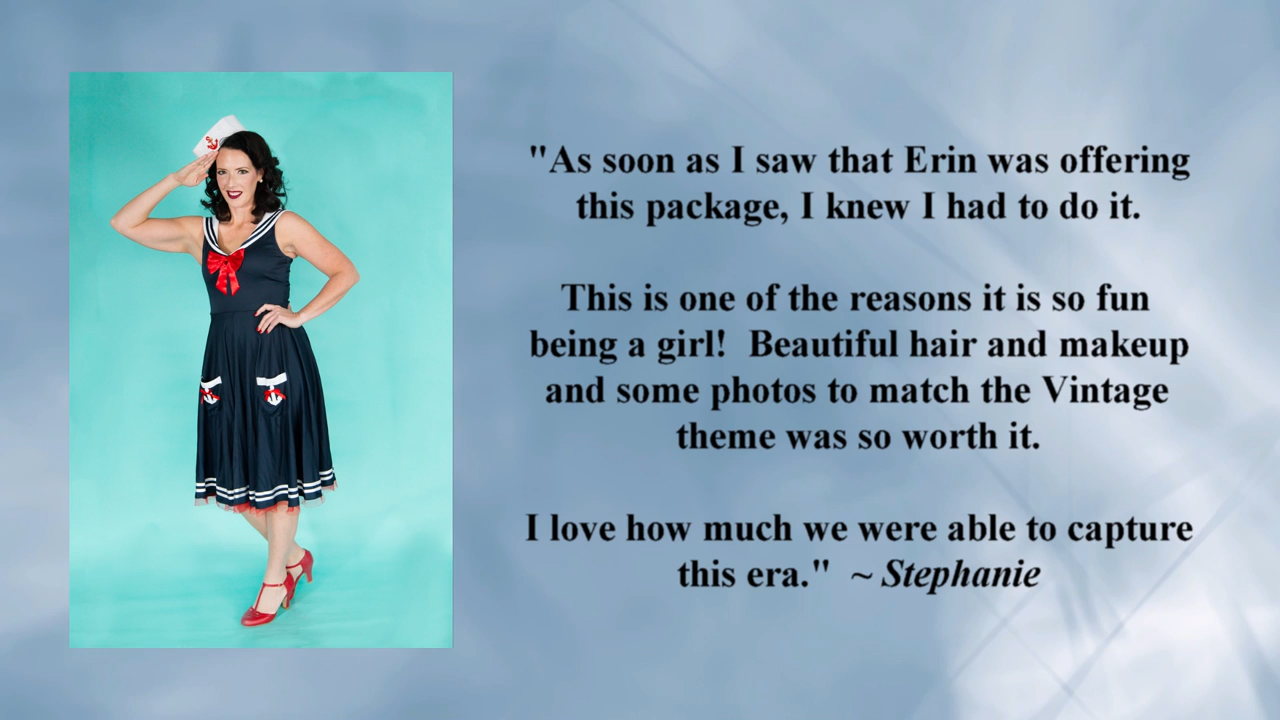 "As soon as I saw that Erin was offering
this package, I knew I had to do it.
This is one of the reasons it is so fun
being a girl!  Beautiful hair and makeup
and some photos to match the Vintage
theme was so worth it.
I love how much we were able to capture
this era."  ~ Stephanie